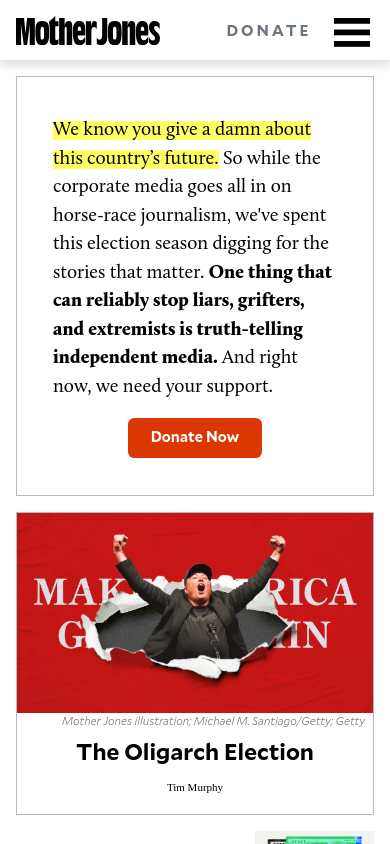 Mother Jones
DONATE
We know you give a damn about
this country’s future. So while the
corporate media goes all in on
horse-race journalism, we've spent
this election season digging for the
stories that matter. One thing that
can reliably stop liars, grifters,
and extremists is truth-telling
independent media. And right
now, we need your support.
Donate Now
MAK RICA
G IN
Mother Jones illustration; Michael M. Santiago/Getty; Getty
The Oligarch Election
Tim Murphy